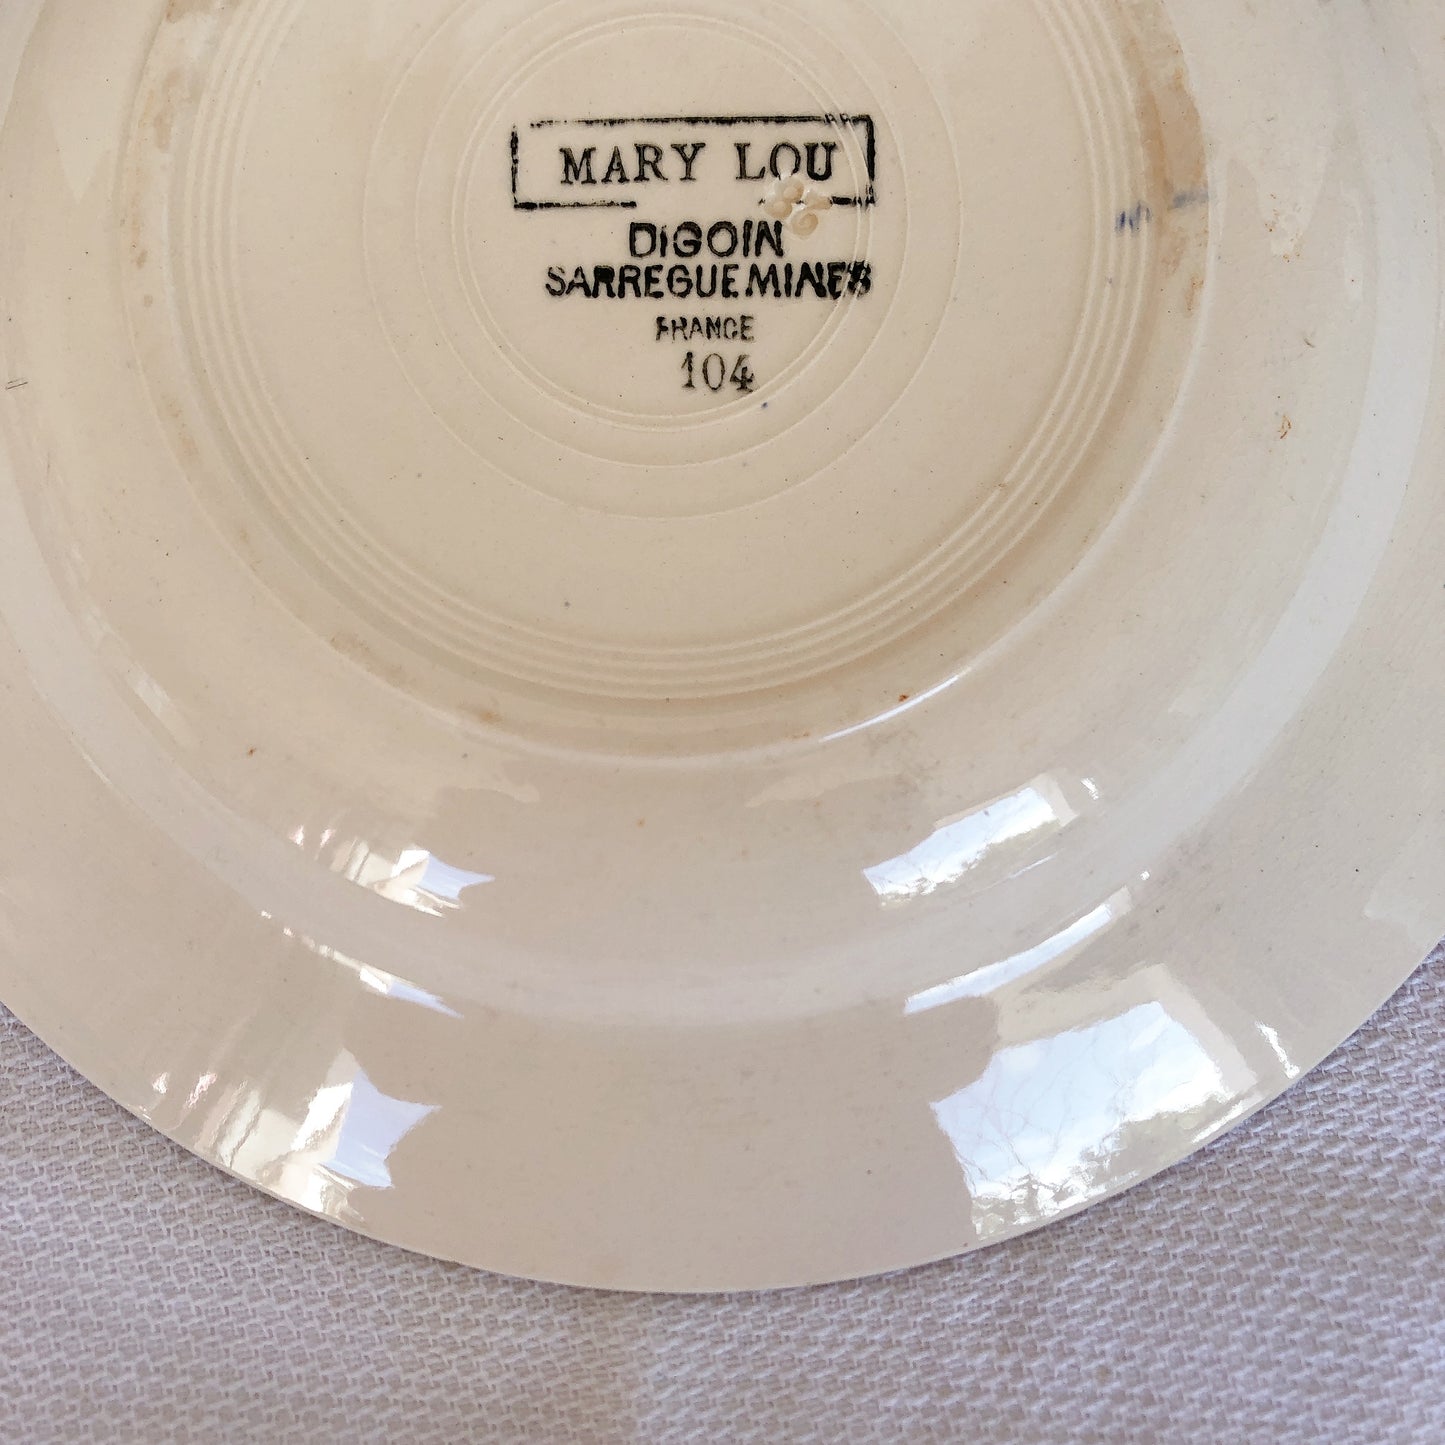 MARY LOU
DIGOIN
SARREGUEMINES
FRANCE
104